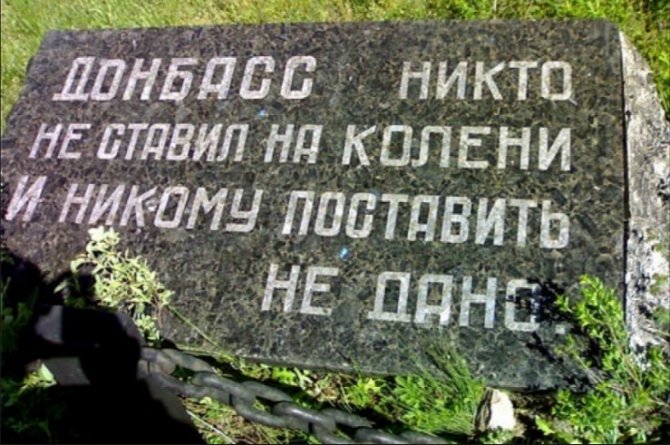 ДОНБАСС НИКТО
НЕ СТАВИЛ НА КОЛЕНИ
И НИКОМУ ПОСТАВИТЬ
НЕ ДАНО.